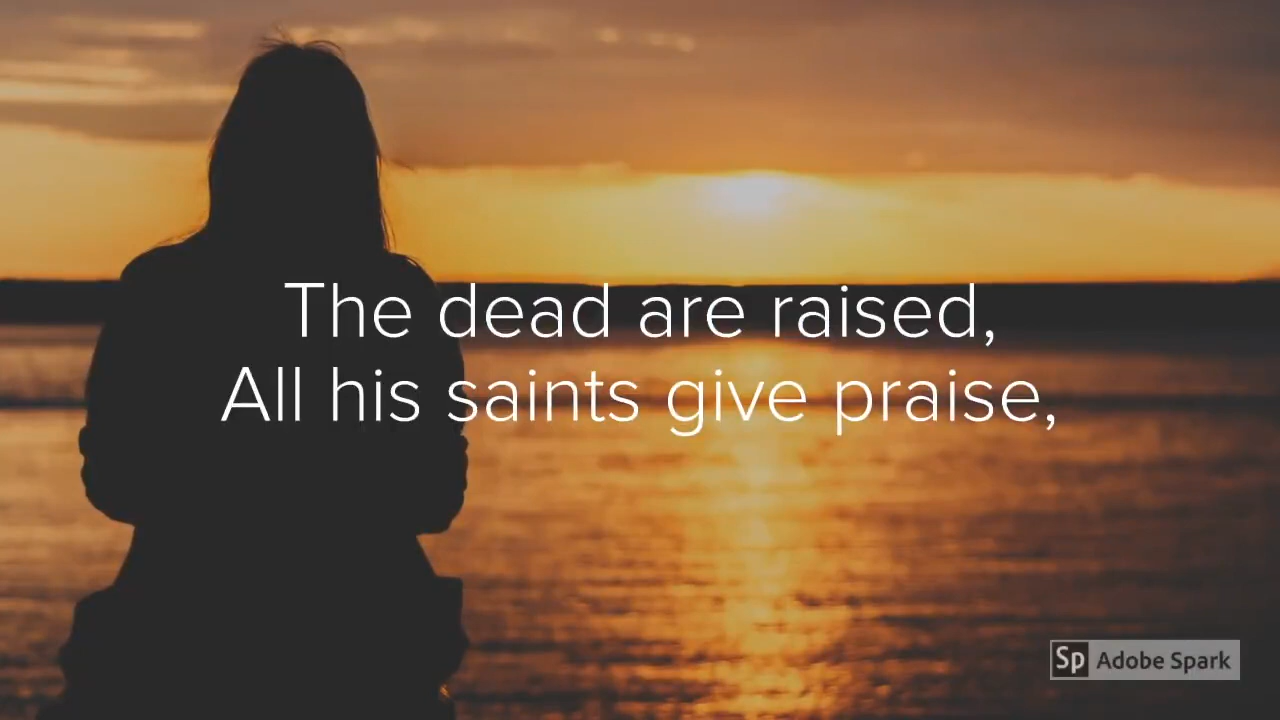 The dead are raised,
All his saints give praise,
Sp Adobe Spark